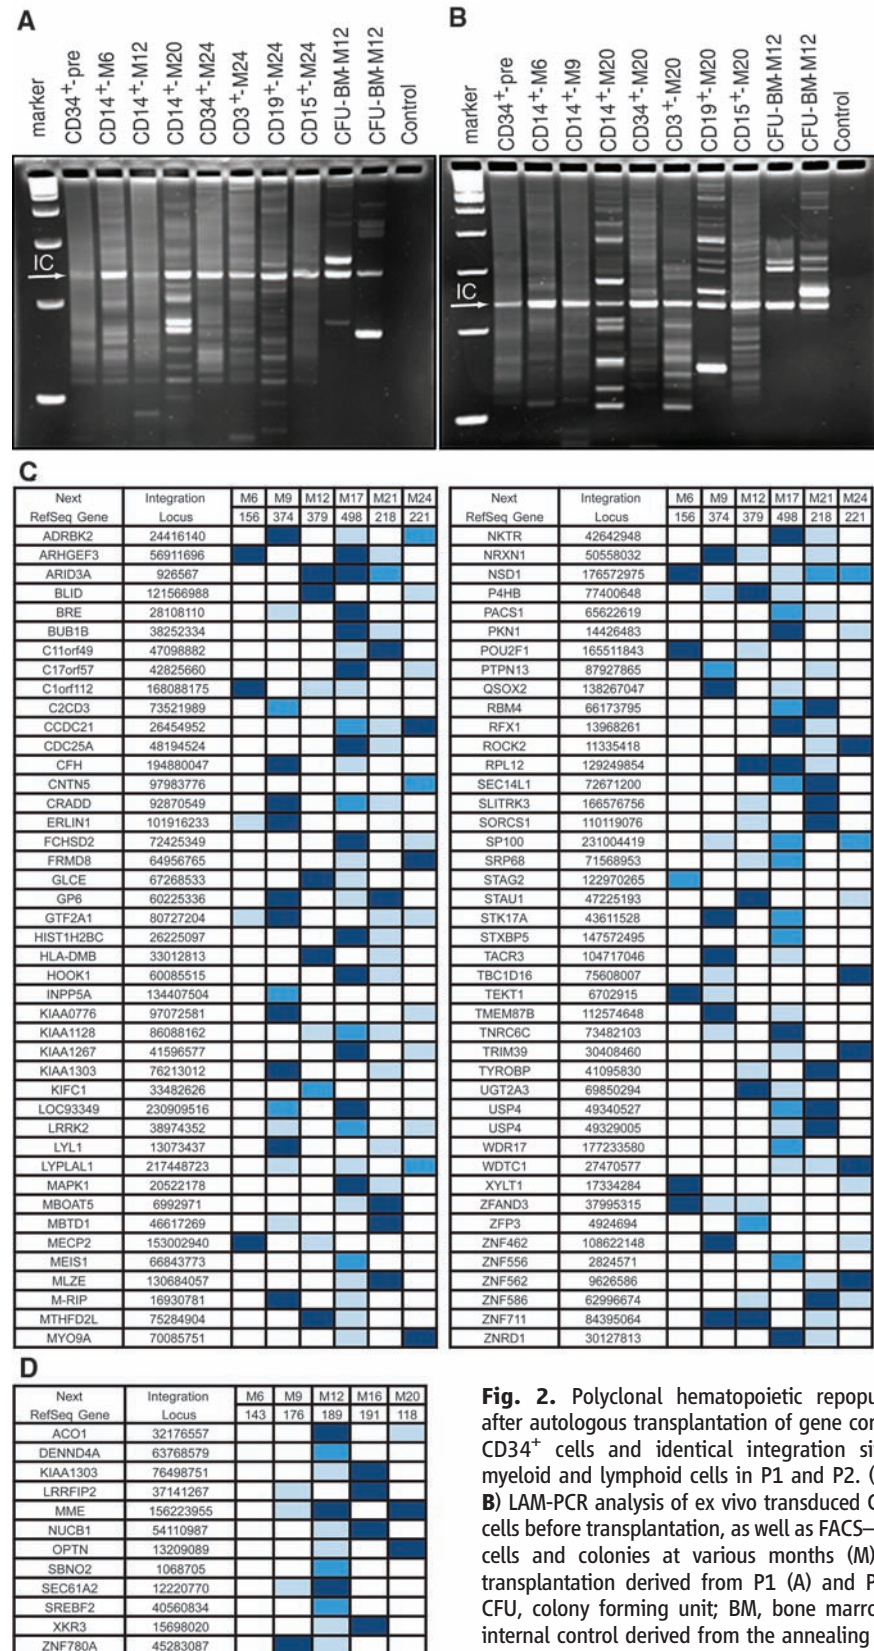 A
marker
CD34+-pre
CD14+-M6
CD14+-M12
CD14+-M20
CD34+-M24
CD3+-M24
CD19+-M24
CD15+-M24
CFU-BM-M12
CFU-BM-M12
Control
IC
B
marker
CD34+-pre
CD14+-M6
CD14+-M9
CD14+-M20
CD34+-M20
CD3+-M20
CD19+-M20
CD15+-M20
CFU-BM-M12
CFU-BM-M12
Control
IC
C
Next Integration M6 M9 M12 M17 M21 M24
RefSeq Gene Locus 156 374 379 498 218 221
ADRBK2 24416140
ARHGEF3 56911696
ARID3A 926567
BLID 121566988
BRE 28108110
BUB1B 38252334
C11orf49 47098882
C17orf57 42825660
C1orf112 168088175
C2CD3 73521989
CCDC21 26454952
CDC25A 48194524
CFH 194880047
CNTN5 97983776
CRADD 92870549
ERLIN1 101916233
FCHSD2 72425349
FRMD8 64956765
GLCE 67268533
GP6 60225336
GTF2A1 80727204
HIST1H2BC 26225097
HLA-DMB 33012813
HOOK1 60085515
INPP5A 134407504
KIAA0776 97072581
KIAA1128 86088162
KIAA1267 41596577
KIAA1303 76213012
KIFC1 33482626
LOC93349 230909516
LRRK2 38974352
LYL1 13073437
LYPLAL1 217448723
MAPK1 20522178
MBOAT5 6992971
MBTD1 46617269
MECP2 153002940
MEIS1 66843773
MLZE 130684057
M-RIP 16930781
MTHFD2L 75284904
MYO9A 70085751
Next Integration M6 M9 M12 M17 M21 M24
RefSeq Gene Locus 156 374 379 498 218 221
NKTR 42642948
NRXN1 50558032
NSD1 176572975
P4HB 77400648
PACS1 65622619
PKN1 14426483
POU2F1 165511843
PTPN13 87927865
QSOX2 138267047
RBM4 66173795
RFX1 13968261
ROCK2 11335418
RPL12 129249854
SEC14L1 72671200
SLITRK3 166576756
SORCS1 110119076
SP100 231004419
SRP68 71568953
STAG2 122970265
STAU1 47225193
STK17A 43611528
STXBP5 147572495
TACR3 104717046
TBC1D16 75608007
TEKT1 6702915
TMEM87B 112574648
TNRC6C 73482103
TRIM39 30408460
TYROBP 41095830
UGT2A3 69850294
USP4 49340527
USP4 49329005
WDR17 177233580
WDTC1 27470577
XYLT1 17334284
ZFAND3 37995315
ZFP3 4924694
ZNF462 108622148
ZNF556 2824571
ZNF562 9626586
ZNF586 62996674
ZNF711 84395064
ZNRD1 30127813
D
Next Integration M6 M9 M12 M16 M20
RefSeq Gene Locus 143 176 189 191 118
ACO1 32176557
DENND4A 63768579
KIAA1303 76498751
LRRFIP2 37141267
MME 156223955
NUCB1 54110987
OPTN 13209089
SBNO2 1068705
SEC61A2 12220770
SREBF2 40560834
XKR3 15698020
ZNF780A 45283087
Fig. 2. Polyclonal hematopoietic repopu
after autologous transplantation of gene con
CD34+ cells and identical integration si
myeloid and lymphoid cells in P1 and P2. (
B) LAM-PCR analysis of ex vivo transduced C
cells before transplantation, as well as FACS–
cells and colonies at various months (M)
transplantation derived from P1 (A) and P
CFU, colony forming unit; BM, bone marro
internal control derived from the annealing